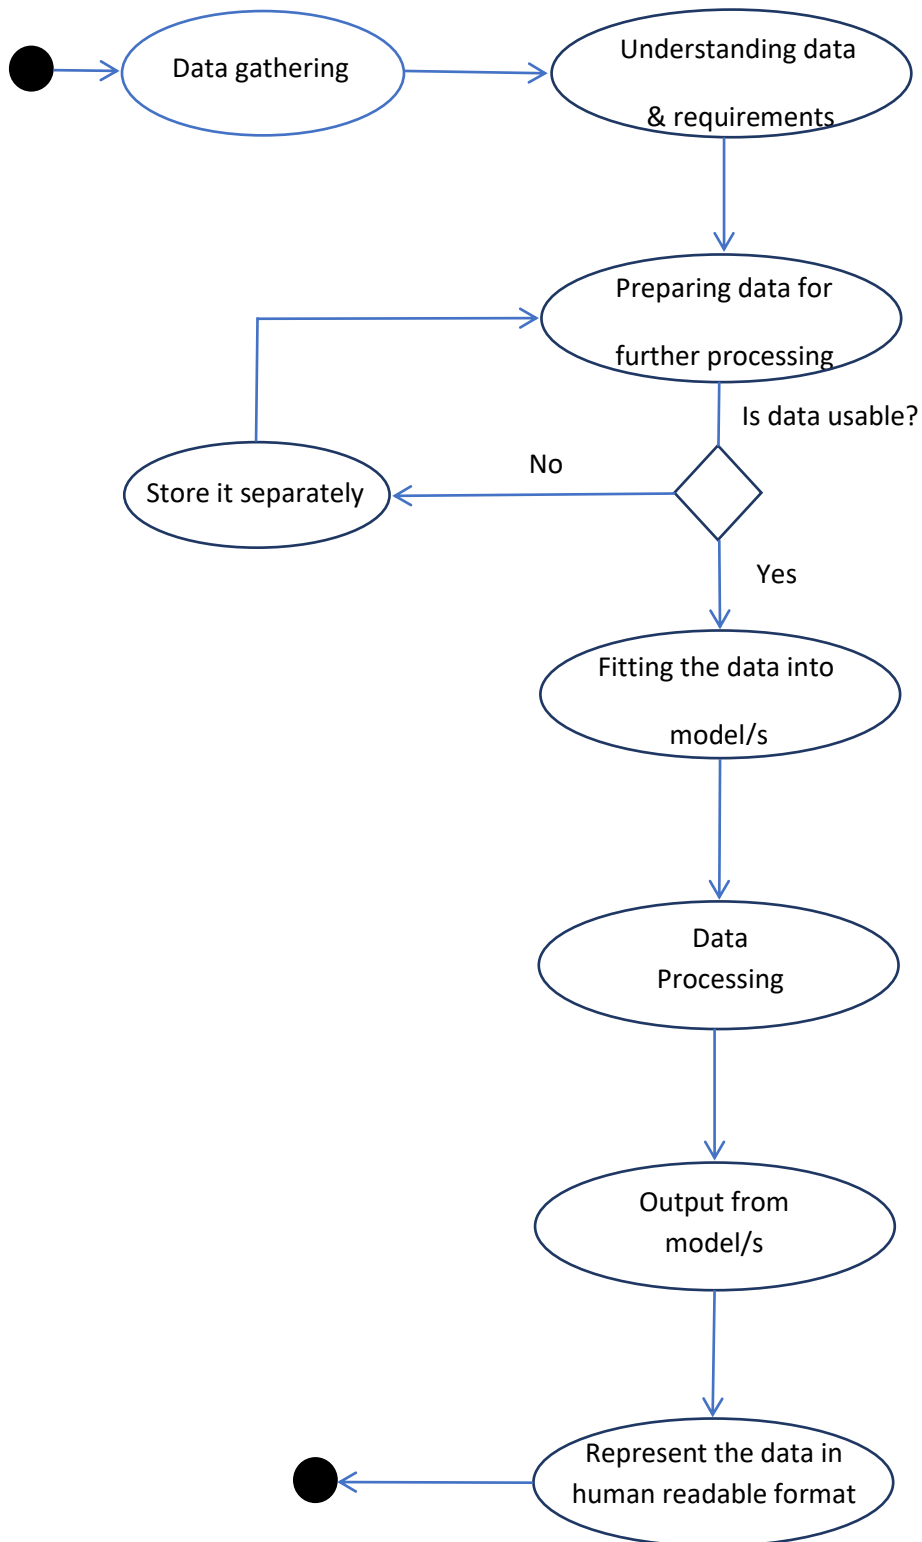 Data gathering
Understanding data
& requirements
Preparing data for
further processing
Is data usable?
No
Store it separately
Yes
Fitting the data into
model/s
Data
Processing
Output from
model/s
Represent the data in
human readable format